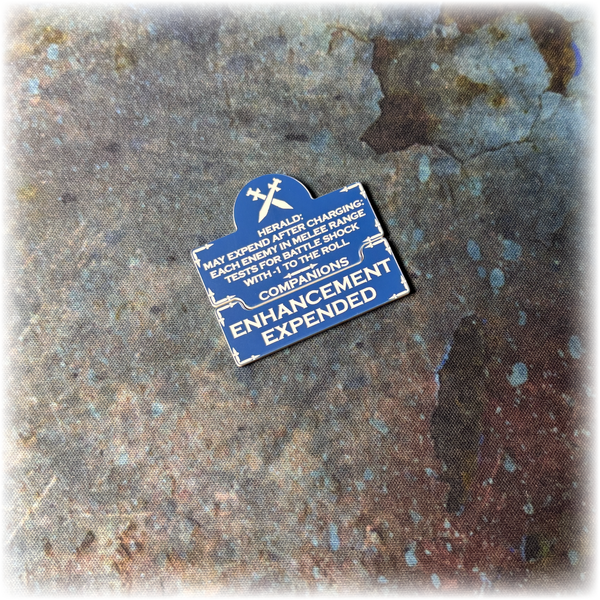 HERALD:
MAY EXPEND AFTER CHARGING:
EACH ENEMY IN MELEE RANGE
TESTS FOR BATTLE SHOCK
WITH -1 TO THE ROLL
COMPANIONS
ENHANCEMENT
EXPENDED